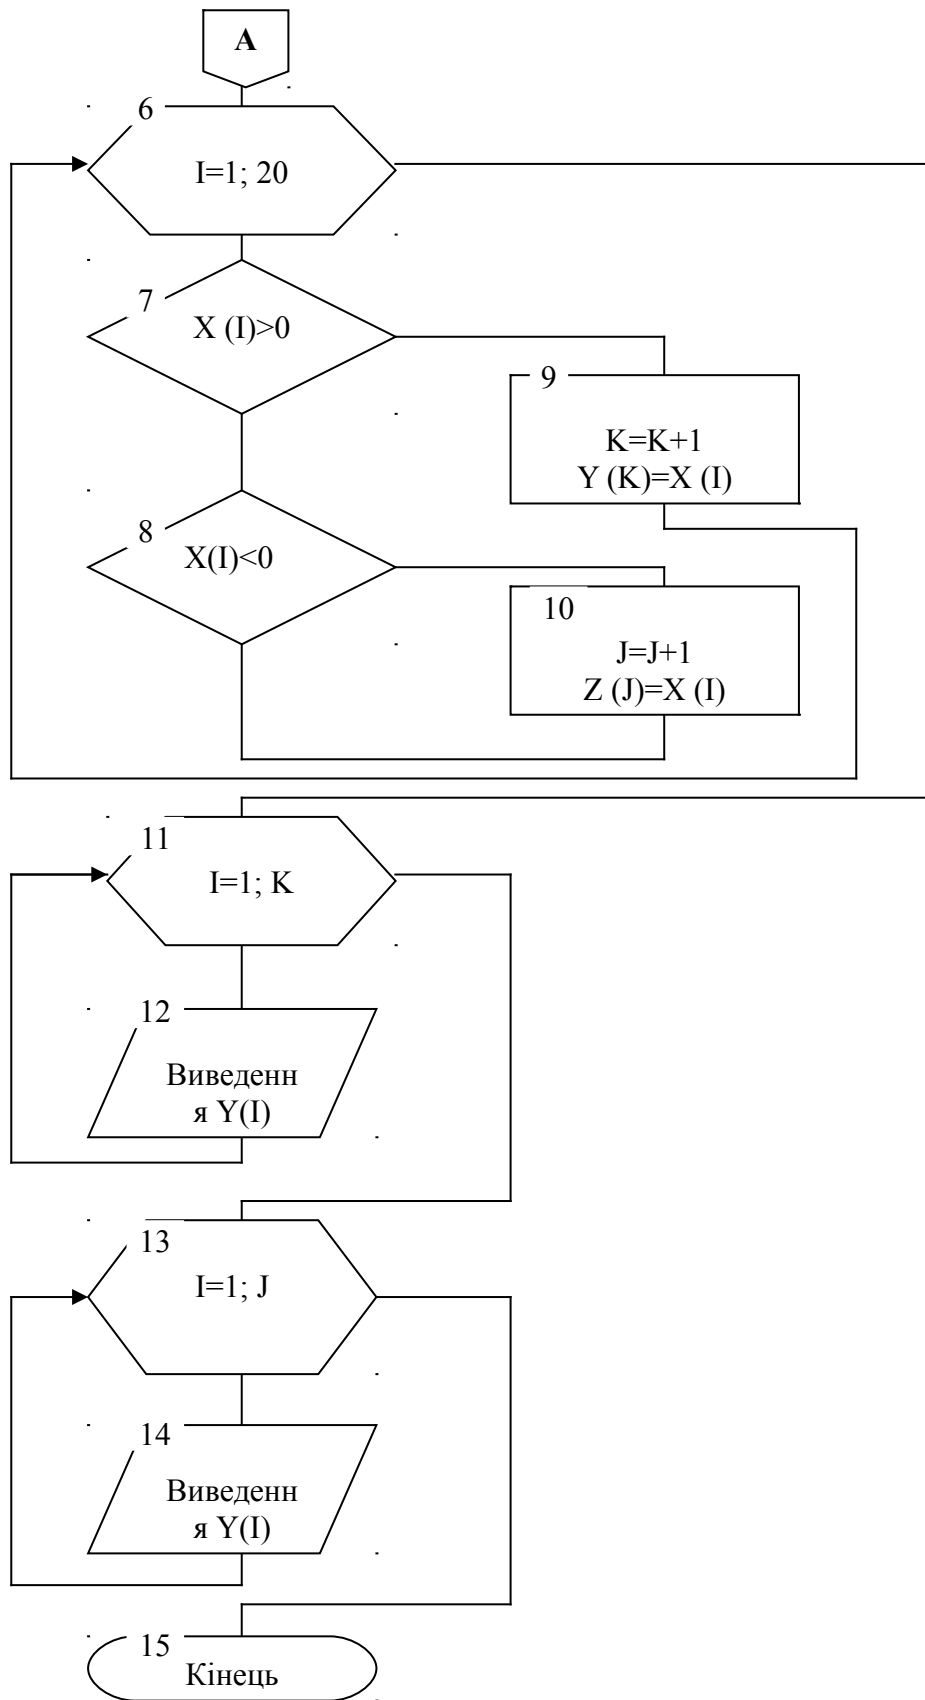 A
6
I=1; 20
7
X (I)>0
9
K=K+1
Y (K)=X (I)
8
X(I)<0
10
J=J+1
Z (J)=X (I)
11
I=1; K
12
Виведенн
я Y(I)
13
I=1; J
14
Виведенн
я Y(I)
15
Кінець